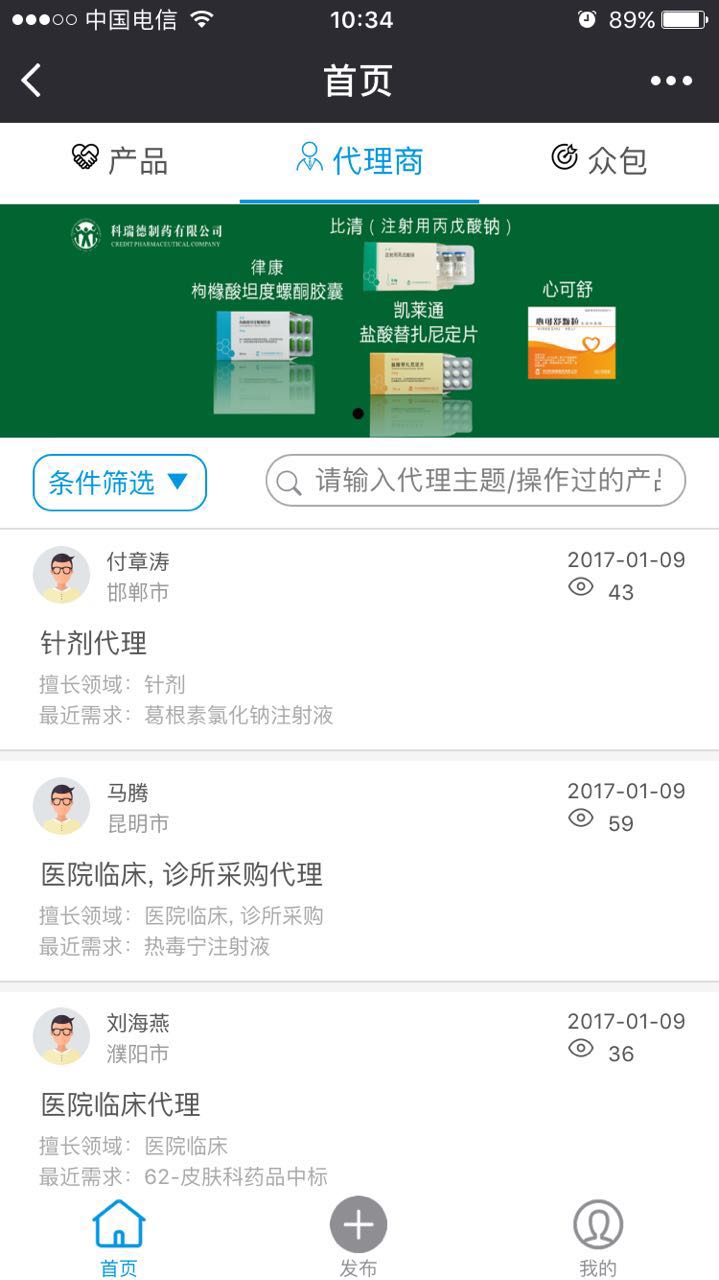 中国电信
10:34
89%
首页
产品
代理商
众包
科瑞德制药有限公司
CREDIT PHARMACEUTICAL COMPANY
比清（注射用丙戊酸钠）
律康
枸橼酸坦度螺酮胶囊
凯莱通
盐酸替扎尼定片
心可舒
心可舒颗粒
条件筛选
请输入代理主题/操作过的产品
付章涛
2017-01-09
邯郸市
43
针剂代理
擅长领域：针剂
最近需求：葛根素氯化钠注射液
马腾
2017-01-09
昆明市
59
医院临床, 诊所采购代理
擅长领域：医院临床, 诊所采购
最近需求：热毒宁注射液
刘海燕
2017-01-09
濮阳市
36
医院临床代理
擅长领域：医院临床
最近需求：62-皮肤科药品中标
首页
发布
我的